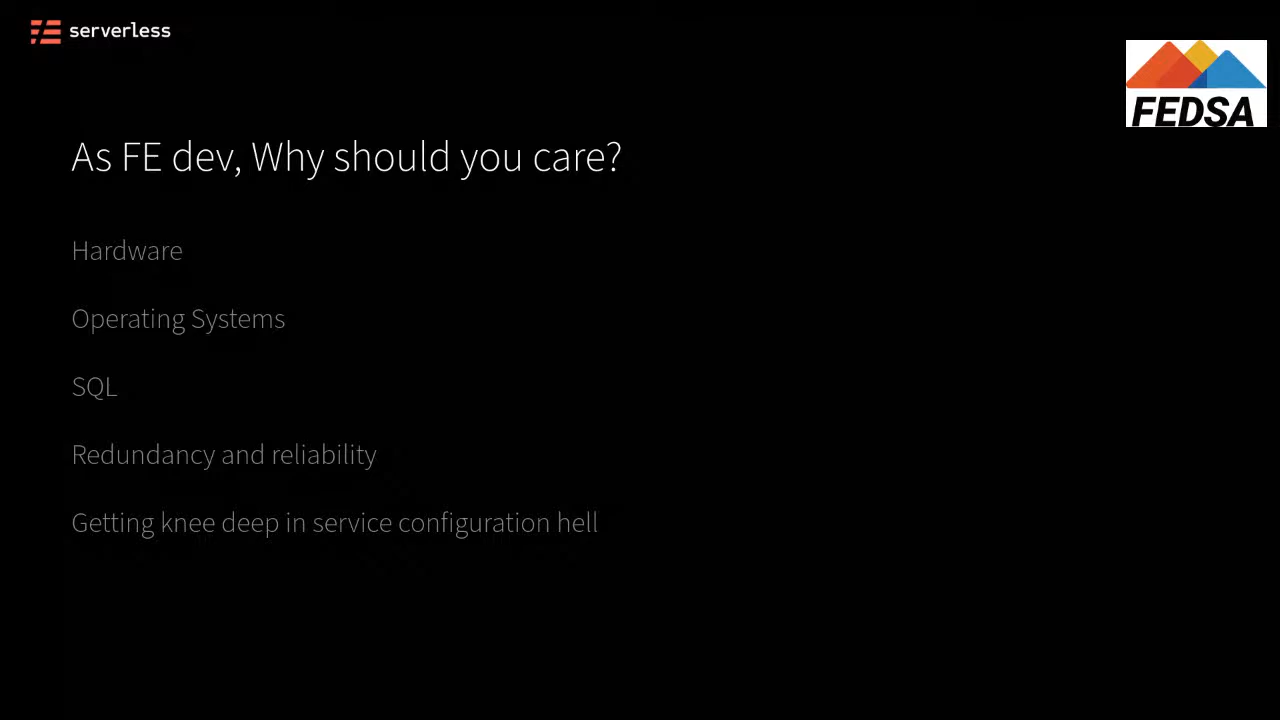 serverless
FEDSA
As FE dev, Why should you care?
Hardware
Operating Systems
SQL
Redundancy and reliability
Getting knee deep in service configuration hell